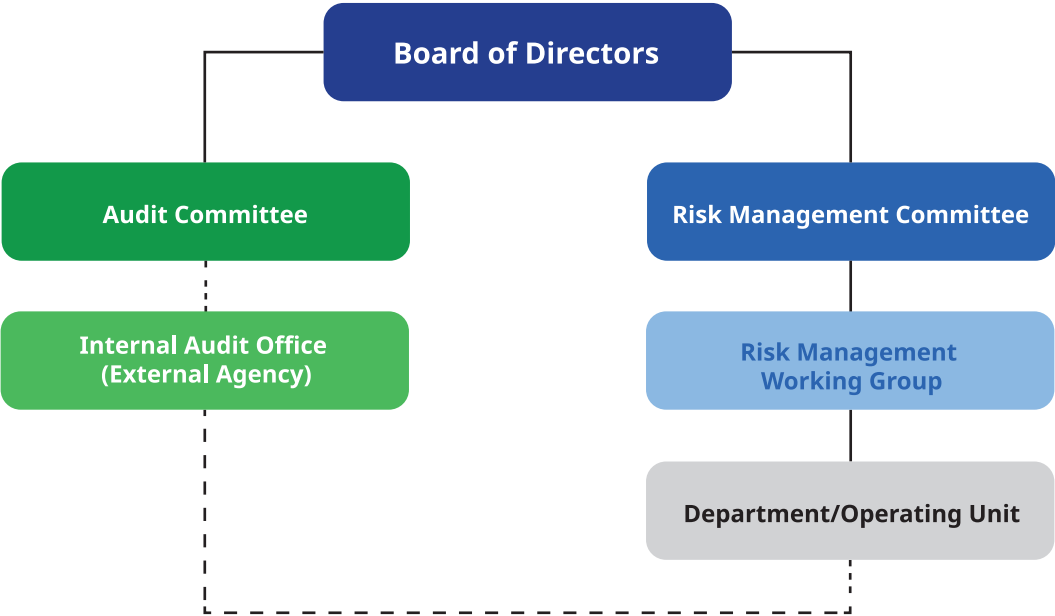 Board of Directors
Audit Committee
Risk Management Committee
Internal Audit Office
(External Agency)
Risk Management
Working Group
Department/Operating Unit